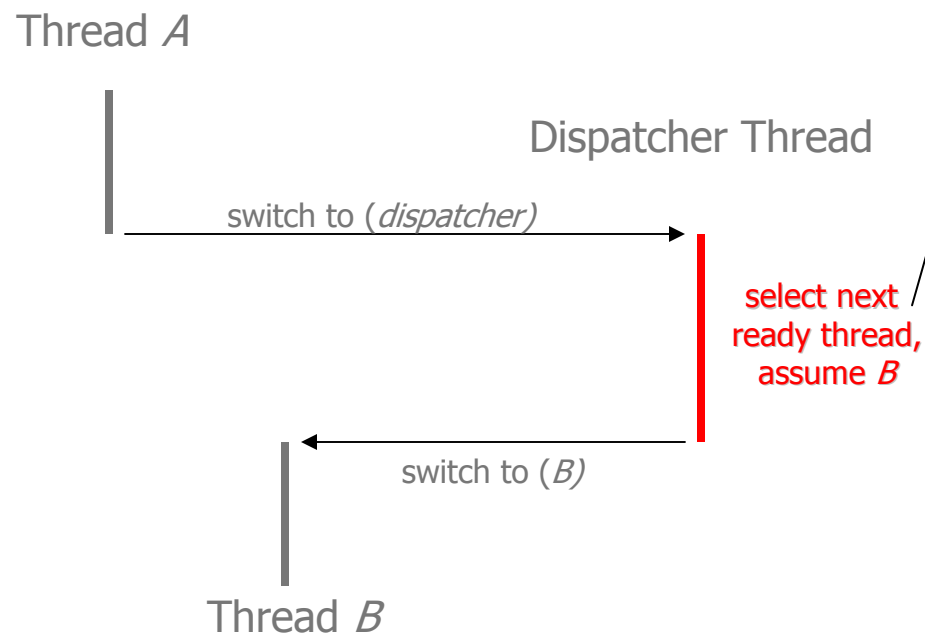 Thread A
Dispatcher Thread
switch to (dispatcher)
select next
ready thread,
assume B
switch to (B)
Thread B